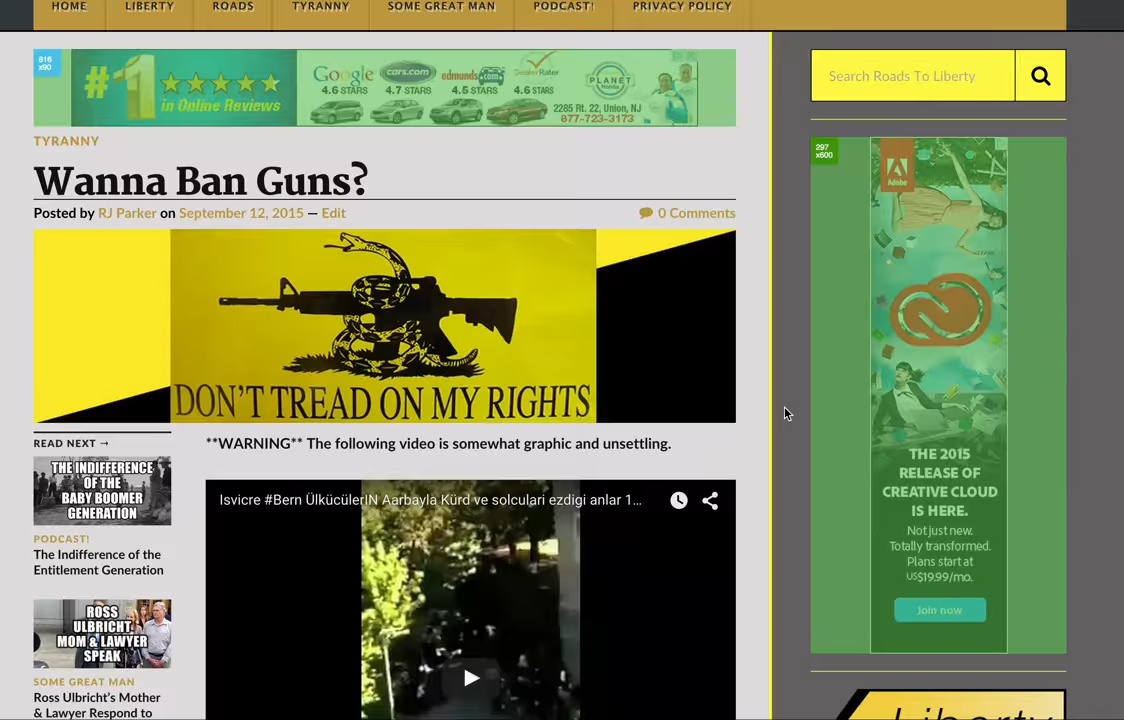 HOME LIBERTY ROADS TYRANNY SOME GREAT MAN PODCAST! PRIVACY POLICY
816
x90
#1
in Online Reviews
Google
4.6 STARS
cars.com
4.7 STARS
edmunds.com
4.5 STARS
DealerRater
4.6 STARS
PLANET
Honda
2285 Rt. 22, Union, NJ
877-723-3173
Search Roads To Liberty
TYRANNY
Wanna Ban Guns?
Posted by RJ Parker on September 12, 2015 — Edit
0 Comments
DON'T TREAD ON MY RIGHTS
READ NEXT →
THE INDIFFERENCE
OF THE
BABY BOOMER
GENERATION
PODCAST!
The Indifference of the
Entitlement Generation
ROSS
ULBRICHT,
MOM & LAWYER
SPEAK
SOME GREAT MAN
Ross Ulbricht's Mother
& Lawyer Respond to
**WARNING** The following video is somewhat graphic and unsettling.
Isvicre #Bern ÜlkücülerIN Aarbayla Kürd ve solculari ezdigi anlar 1...
297
x600
Adobe
THE 2015
RELEASE OF
CREATIVE CLOUD
IS HERE.
Not just new.
Totally transformed.
Plans start at
US$19.99/mo.
Join now
Liberty